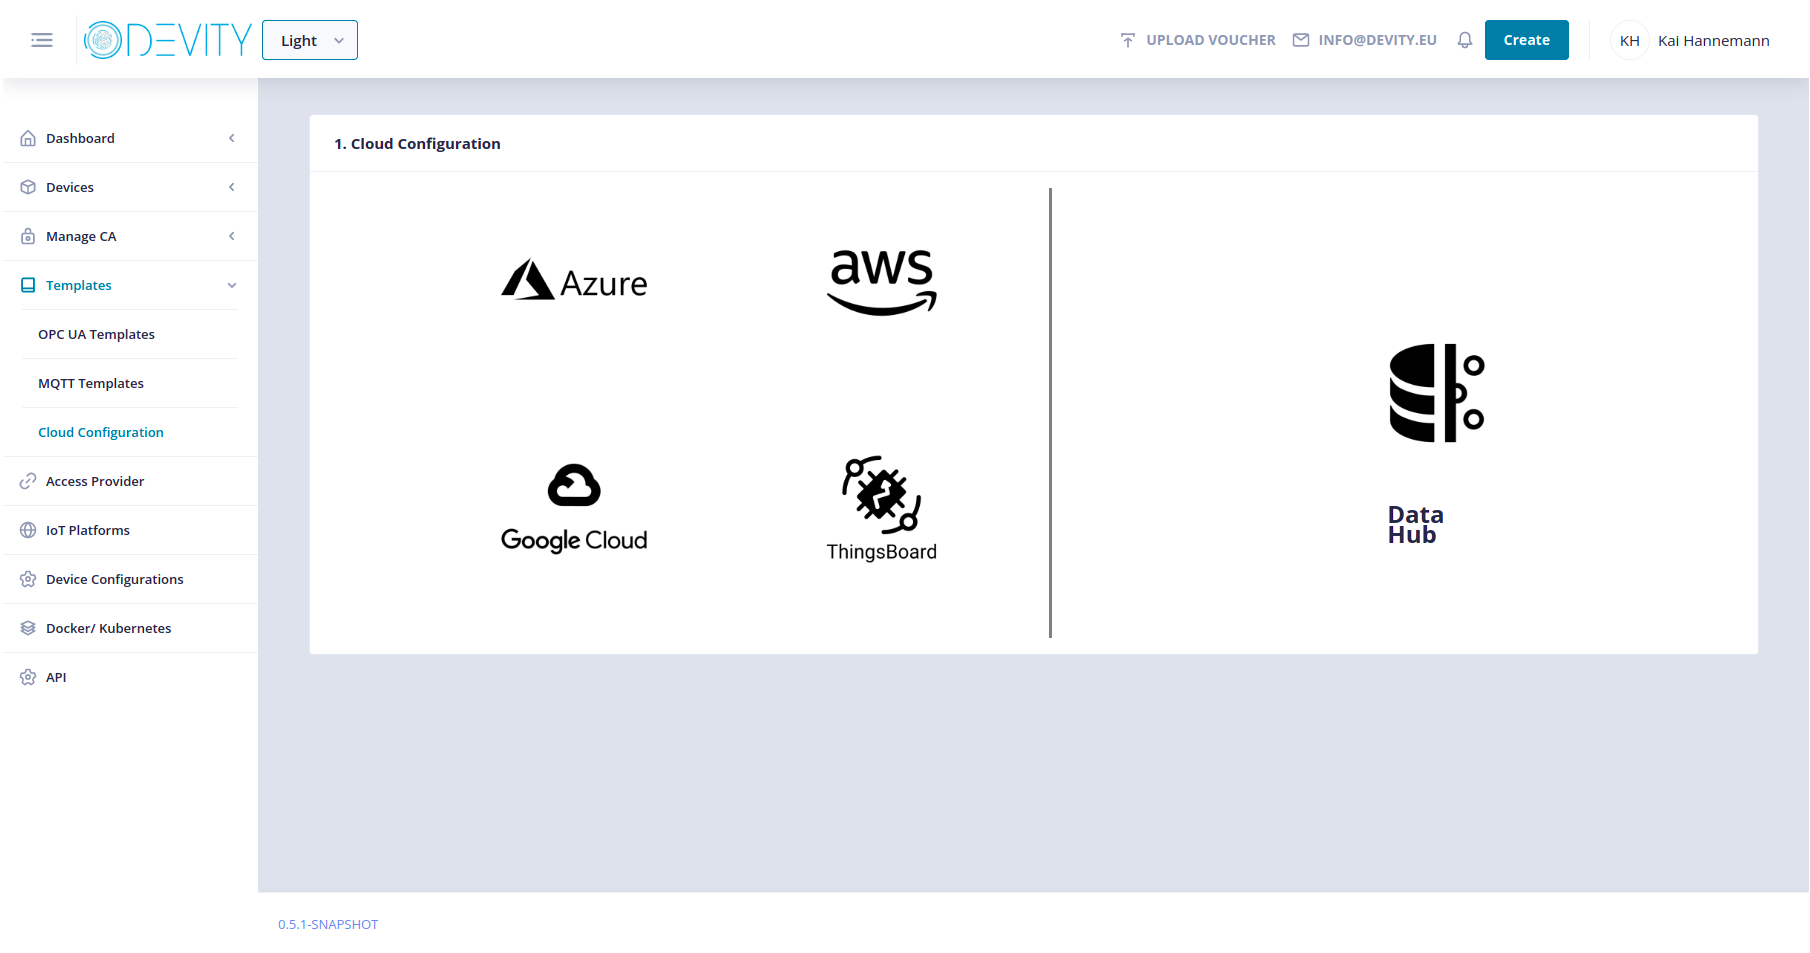 DEVITY
Light
UPLOAD VOUCHER
INFO@DEVITY.EU
Create
KH
Kai Hannemann
Dashboard
Devices
Manage CA
Templates
OPC UA Templates
MQTT Templates
Cloud Configuration
Access Provider
IoT Platforms
Device Configurations
Docker/ Kubernetes
API
1. Cloud Configuration
Azure
aws
Google Cloud
ThingsBoard
Data
Hub
0.5.1-SNAPSHOT